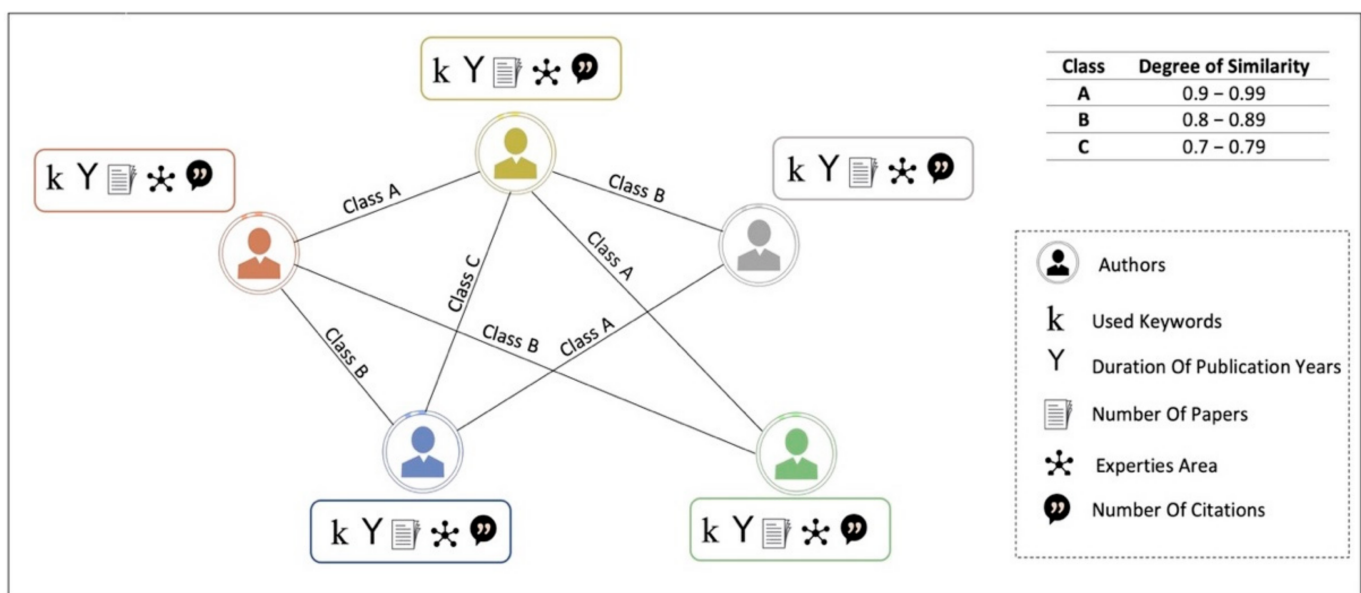 k Y
Class Degree of Similarity
A 0.9 – 0.99
B 0.8 – 0.89
C 0.7 – 0.79
k Y
k Y
Class A
Class B
Class A
Class C
Class B
Class A
Class B
k Y
k Y
Authors
k Used Keywords
Y Duration Of Publication Years
Number Of Papers
Experties Area
Number Of Citations